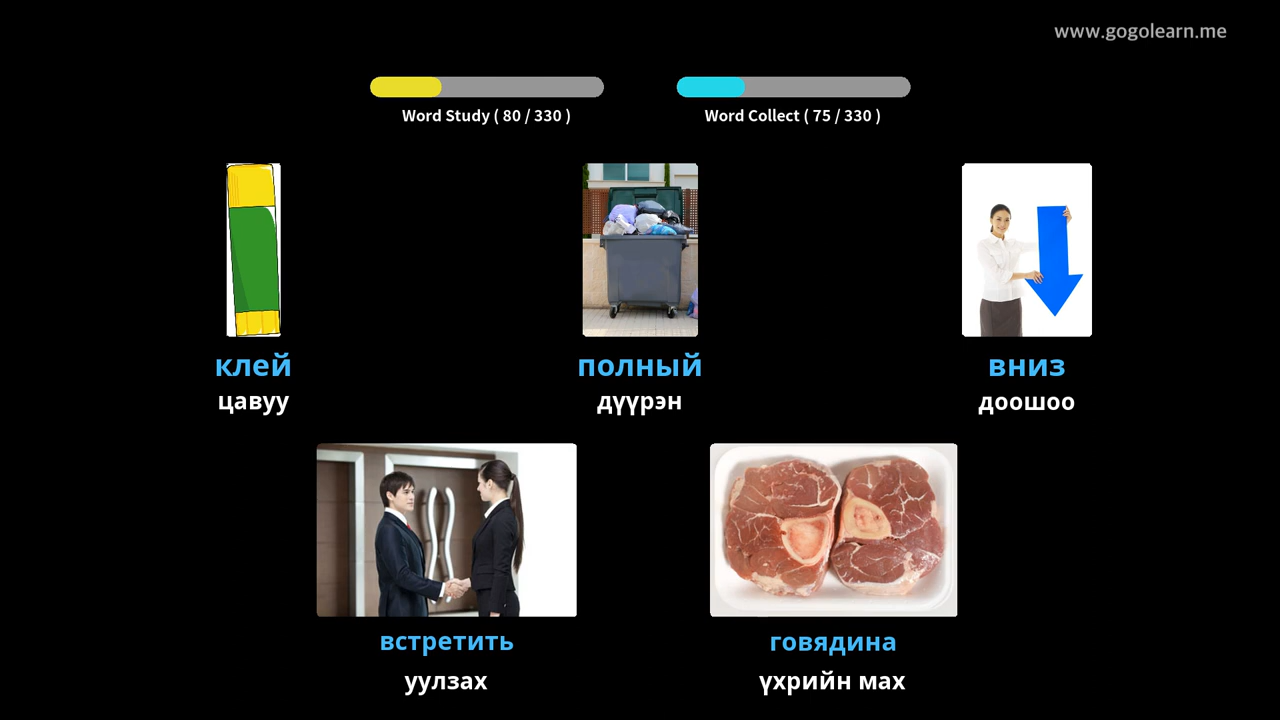 www.gogolearn.me
Word Study ( 80 / 330 )
Word Collect ( 75 / 330 )
клей
цавуу
полный
дүүрэн
вниз
доошоо
встретить
уулзах
говядина
үхрийн мах